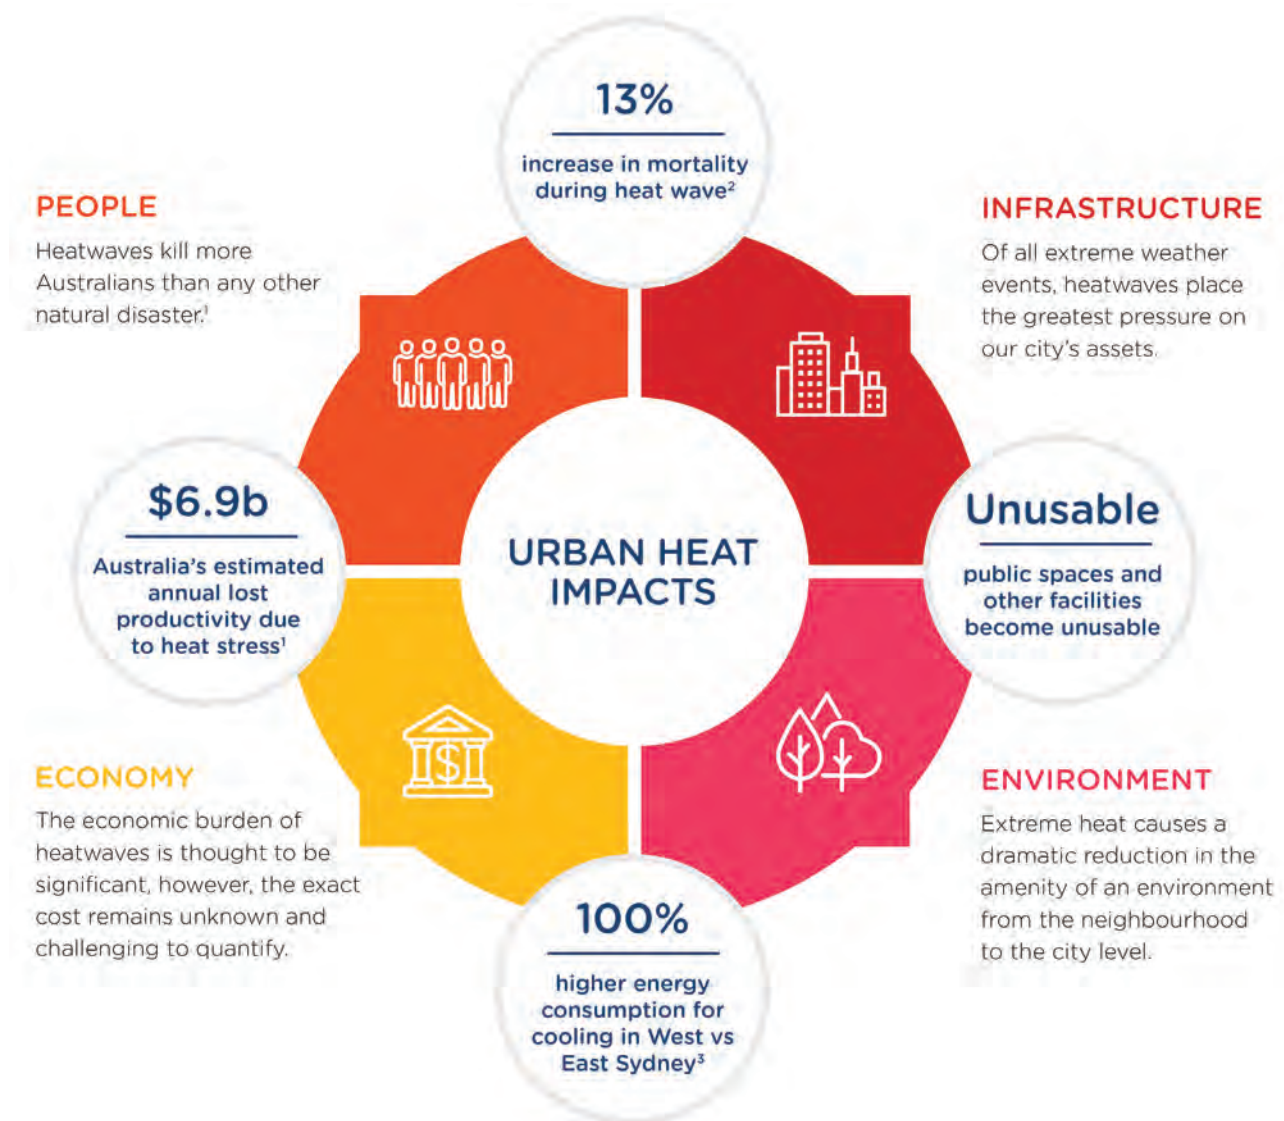 13%
increase in mortality
during heat wave²
PEOPLE
Heatwaves kill more
Australians than any other
natural disaster.¹
INFRASTRUCTURE
Of all extreme weather
events, heatwaves place
the greatest pressure on
our city's assets.
$6.9b
Australia's estimated
annual lost
productivity due
to heat stress¹
URBAN HEAT
IMPACTS
Unusable
public spaces and
other facilities
become unusable
$
ECONOMY
The economic burden of
heatwaves is thought to be
significant, however, the exact
cost remains unknown and
challenging to quantify.
ENVIRONMENT
Extreme heat causes a
dramatic reduction in the
amenity of an environment
from the neighbourhood
to the city level.
100%
higher energy
consumption for
cooling in West vs
East Sydney³